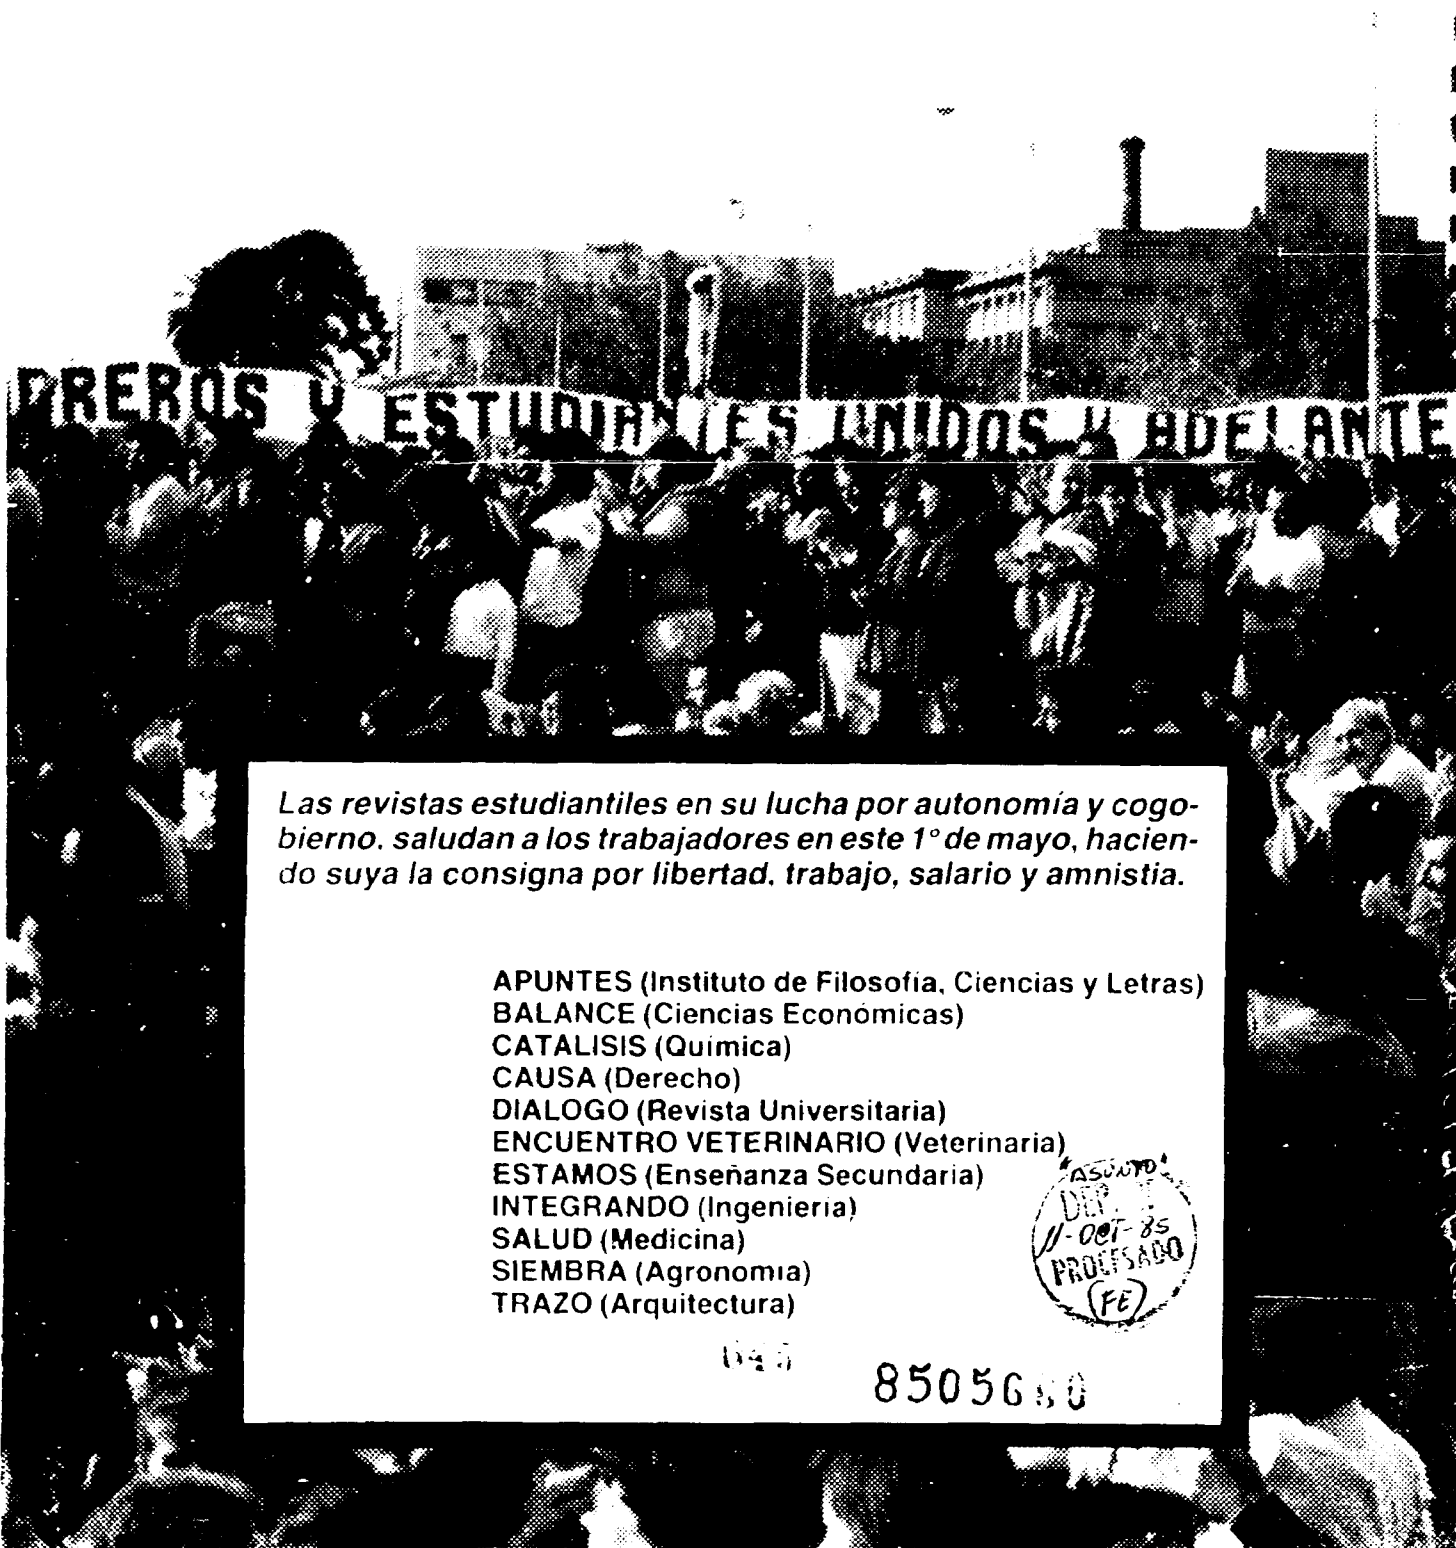 OBREROS Y ESTUDIANTES UNIDOS Y ADELANTE
Las revistas estudiantiles en su lucha por autonomía y cogo-
bierno, saludan a los trabajadores en este 1° de mayo, hacien-
do suya la consigna por libertad, trabajo, salario y amnistia.
APUNTES (Instituto de Filosofía, Ciencias y Letras)
BALANCE (Ciencias Económicas)
CATALISIS (Química)
CAUSA (Derecho)
DIALOGO (Revista Universitaria)
ENCUENTRO VETERINARIO (Veterinaria)
ESTAMOS (Enseñanza Secundaria)
INTEGRANDO (Ingeniería)
SALUD (Medicina)
SIEMBRA (Agronomía)
TRAZO (Arquitectura)
"ASUNTO"
DEP.
11-OCT-85
PROCESADO
(FE)